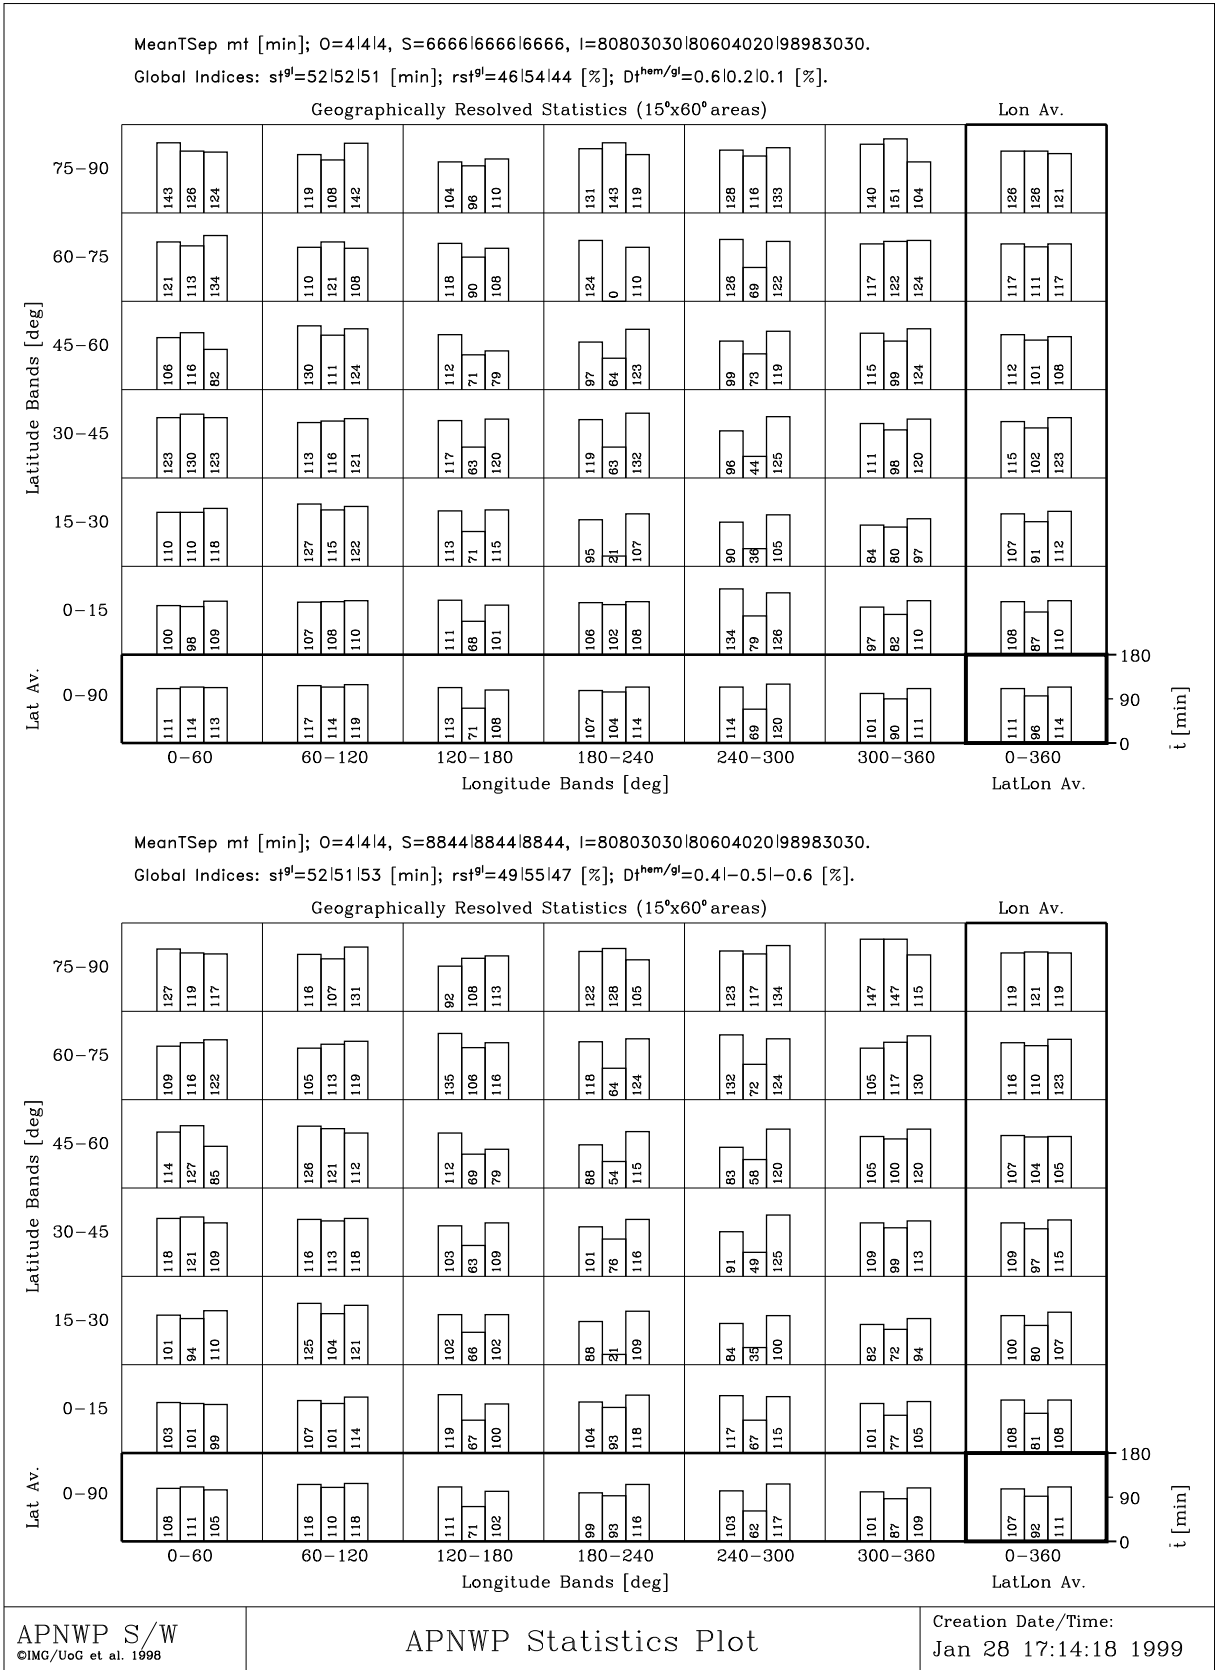 MeanTSep mt [min]; O=4|4|4, S=6666|6666|6666, I=80803030|80604020|98983030.
Global Indices: st^gl=52|52|51 [min]; rst^gl=46|54|44 [%]; Dt^hem/gl=0.6|0.2|0.1 [%].
Geographically Resolved Statistics (15°x60° areas) Lon Av.
75-90 143 126 124 119 108 142 104 96 110 131 143 119 128 116 133 140 151 104 126 126 121
60-75 121 113 134 110 121 108 118 90 108 124 0 110 126 69 122 117 122 124 117 111 117
45-60 106 116 82 130 111 124 112 71 79 97 64 123 99 73 119 115 99 124 112 101 108
30-45 123 130 123 113 116 121 117 63 120 119 63 132 96 44 125 111 98 120 115 102 123
15-30 110 110 118 127 115 122 113 71 115 95 21 107 90 36 105 84 80 97 107 91 112
0-15 100 98 109 107 108 110 111 68 101 106 102 108 134 79 126 97 82 110 108 87 110
0-90 111 114 113 117 114 119 113 71 108 107 104 114 114 69 120 101 90 111 111 96 114
Latitude Bands [deg]
Lat Av.
180
90
0
t [min]
0-60 60-120 120-180 180-240 240-300 300-360 0-360
Longitude Bands [deg] LatLon Av.
MeanTSep mt [min]; O=4|4|4, S=8844|8844|8844, I=80803030|80604020|98983030.
Global Indices: st^gl=52|51|53 [min]; rst^gl=49|55|47 [%]; Dt^hem/gl=0.4|-0.5|-0.6 [%].
Geographically Resolved Statistics (15°x60° areas) Lon Av.
75-90 127 119 117 116 107 131 92 108 113 122 128 105 123 117 134 147 147 115 119 121 119
60-75 109 116 122 105 113 119 135 106 116 118 64 124 132 72 124 105 117 130 116 110 123
45-60 114 127 85 126 121 112 112 69 79 88 54 115 83 58 120 105 100 120 107 104 105
30-45 118 121 109 116 113 118 103 63 109 101 76 116 91 49 125 109 99 113 109 97 115
15-30 101 94 110 125 104 121 102 66 102 88 21 109 84 35 100 82 72 94 100 80 107
0-15 103 101 99 107 101 114 119 67 100 104 93 118 117 67 115 101 77 105 108 81 108
0-90 108 111 105 116 110 118 111 71 102 99 93 116 103 62 117 101 87 109 107 92 111
Latitude Bands [deg]
Lat Av.
180
90
0
t [min]
0-60 60-120 120-180 180-240 240-300 300-360 0-360
Longitude Bands [deg] LatLon Av.
APNWP S/W
©IMG/UoG et al. 1998
APNWP Statistics Plot
Creation Date/Time:
Jan 28 17:14:18 1999